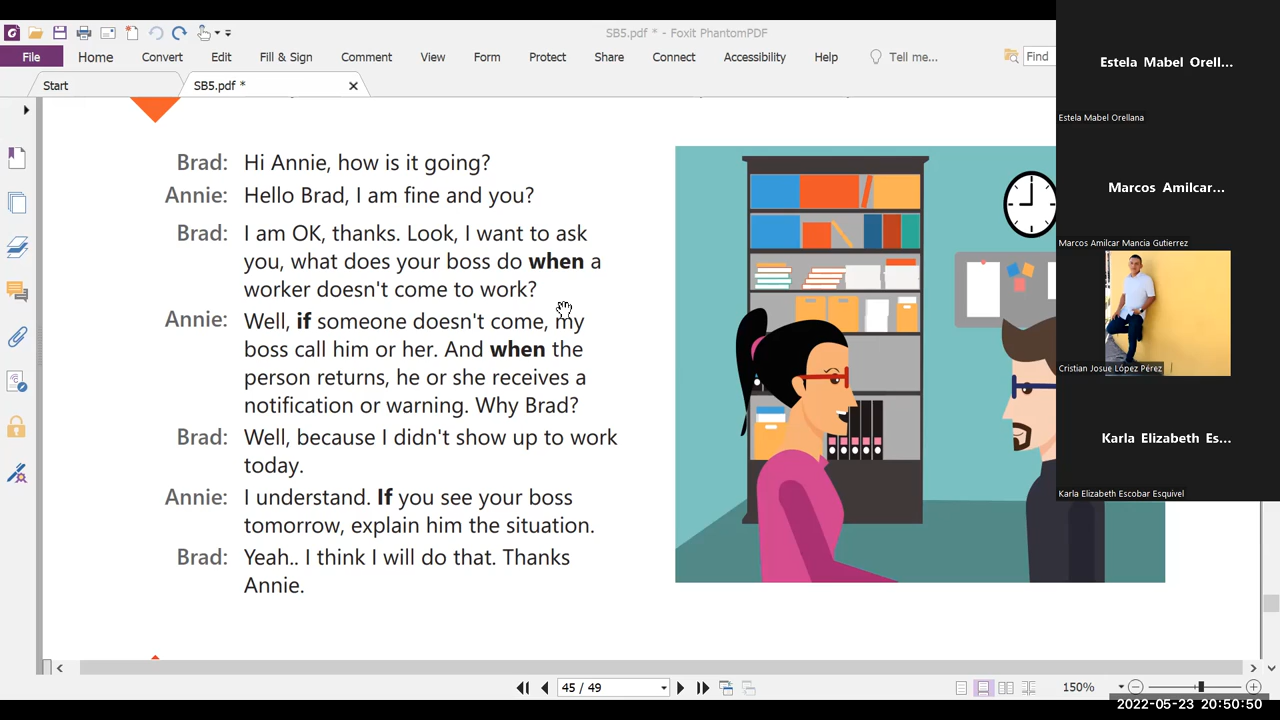 SB5.pdf * - Foxit PhantomPDF
File Home Convert Edit Fill & Sign Comment View Form Protect Share Connect Accessibility Help Tell me... Find
Start SB5.pdf *
Brad: Hi Annie, how is it going?
Annie: Hello Brad, I am fine and you?
Brad: I am OK, thanks. Look, I want to ask
you, what does your boss do when a
worker doesn't come to work?
Annie: Well, if someone doesn't come, my
boss call him or her. And when the
person returns, he or she receives a
notification or warning. Why Brad?
Brad: Well, because I didn't show up to work
today.
Annie: I understand. If you see your boss
tomorrow, explain him the situation.
Brad: Yeah.. I think I will do that. Thanks
Annie.
Estela Mabel Orell...
Estela Mabel Orellana
Marcos Amilcar...
Marcos Amilcar Mancia Gutierrez
Cristian Josue López Pérez
Karla Elizabeth Es...
Karla Elizabeth Escobar Esquivel
45 / 49
150%
2022-05-23 20:50:50